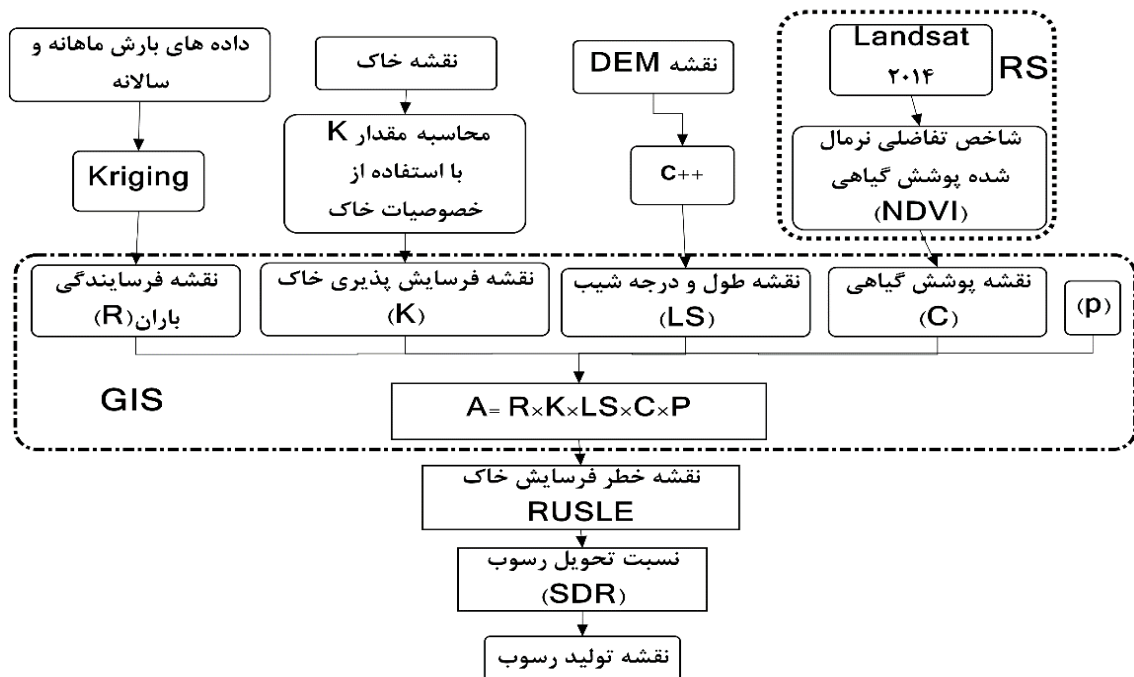 داده های بارش ماهانه و
سالانه
Kriging
نقشه فرسایندگی
باران(R)
نقشه خاک
محاسبه مقدار K
با استفاده از
خصوصیات خاک
نقشه فرسایش پذیری خاک
(K)
نقشه DEM
C++
نقشه طول و درجه شیب
(LS)
Landsat
۲۰۱۴
RS
شاخص تفاضلی نرمال
شده پوشش گیاهی
(NDVI)
نقشه پوشش گیاهی
(C)
(p)
GIS
A= R×K×LS×C×P
نقشه خطر فرسایش خاک
RUSLE
نسبت تحویل رسوب
(SDR)
نقشه تولید رسوب